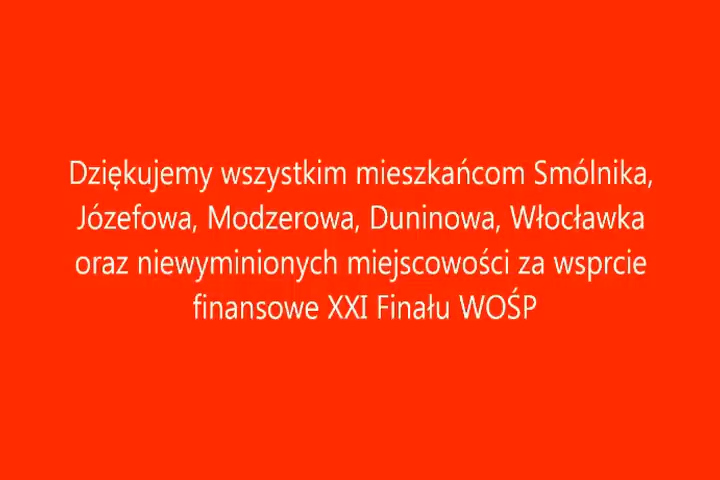 Dziękujemy wszystkim mieszkańcom Smólnika,
Józefowa, Modzerowa, Duninowa, Włocławka
oraz niewyminionych miejscowości za wsprcie
finansowe XXI Finału WOŚP